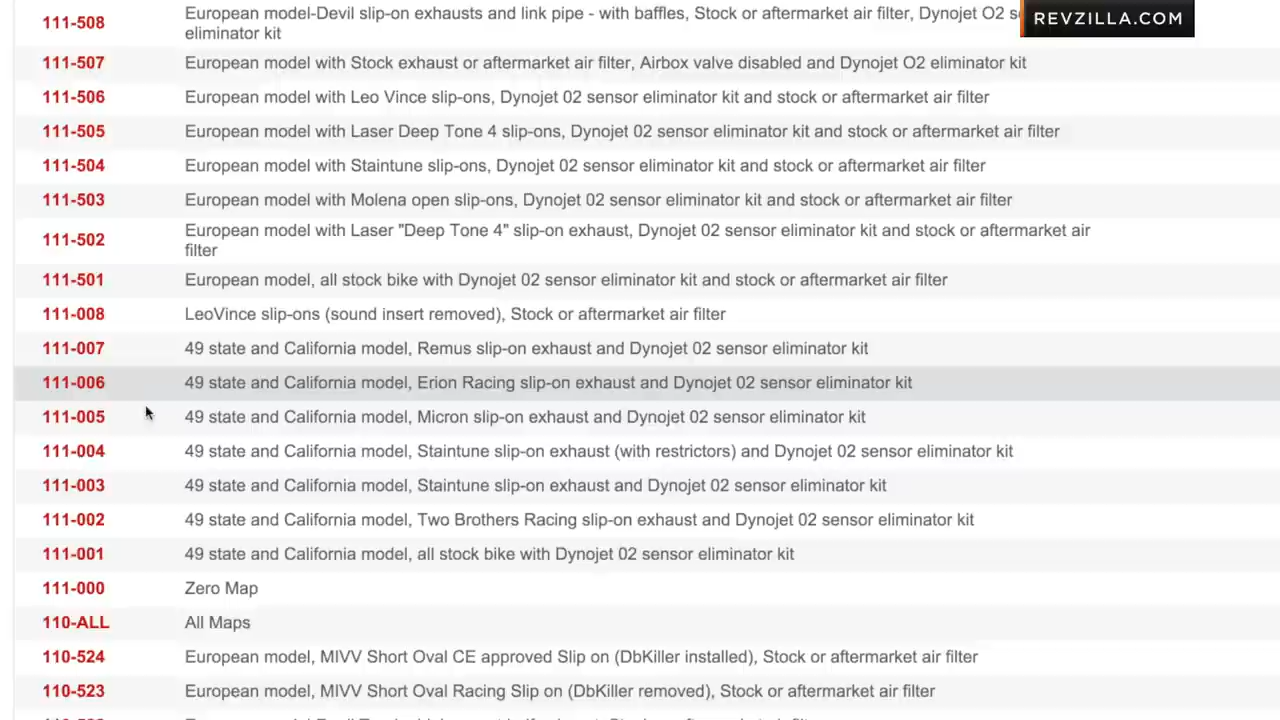 REVZILLA.COM
111-508 European model-Devil slip-on exhausts and link pipe - with baffles, Stock or aftermarket air filter, Dynojet O2
eliminator kit
111-507 European model with Stock exhaust or aftermarket air filter, Airbox valve disabled and Dynojet O2 eliminator kit
111-506 European model with Leo Vince slip-ons, Dynojet 02 sensor eliminator kit and stock or aftermarket air filter
111-505 European model with Laser Deep Tone 4 slip-ons, Dynojet 02 sensor eliminator kit and stock or aftermarket air filter
111-504 European model with Staintune slip-ons, Dynojet 02 sensor eliminator kit and stock or aftermarket air filter
111-503 European model with Molena open slip-ons, Dynojet 02 sensor eliminator kit and stock or aftermarket air filter
111-502 European model with Laser "Deep Tone 4" slip-on exhaust, Dynojet 02 sensor eliminator kit and stock or aftermarket air
filter
111-501 European model, all stock bike with Dynojet 02 sensor eliminator kit and stock or aftermarket air filter
111-008 LeoVince slip-ons (sound insert removed), Stock or aftermarket air filter
111-007 49 state and California model, Remus slip-on exhaust and Dynojet 02 sensor eliminator kit
111-006 49 state and California model, Erion Racing slip-on exhaust and Dynojet 02 sensor eliminator kit
111-005 49 state and California model, Micron slip-on exhaust and Dynojet 02 sensor eliminator kit
111-004 49 state and California model, Staintune slip-on exhaust (with restrictors) and Dynojet 02 sensor eliminator kit
111-003 49 state and California model, Staintune slip-on exhaust and Dynojet 02 sensor eliminator kit
111-002 49 state and California model, Two Brothers Racing slip-on exhaust and Dynojet 02 sensor eliminator kit
111-001 49 state and California model, all stock bike with Dynojet 02 sensor eliminator kit
111-000 Zero Map
110-ALL All Maps
110-524 European model, MIVV Short Oval CE approved Slip on (DbKiller installed), Stock or aftermarket air filter
110-523 European model, MIVV Short Oval Racing Slip on (DbKiller removed), Stock or aftermarket air filter